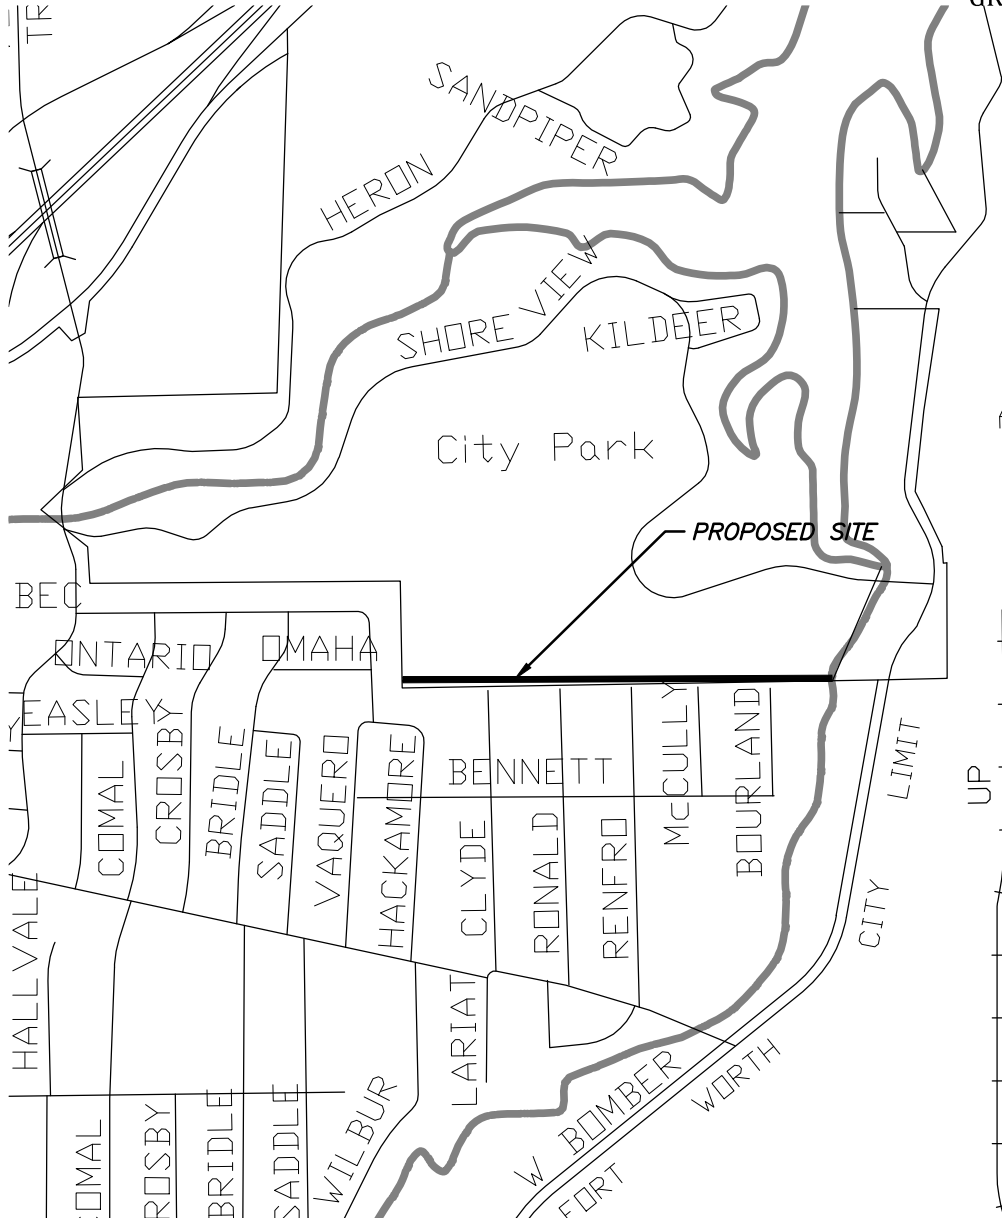 TR
SANDPIPER
HERON
SHORE VIEW
KILDEER
City Park
PROPOSED SITE
BEC
ONTARIO
OMAHA
EASLEY
CROSBY
BRIDLE
COMAL
SADDLE
VAQUERO
HACKAMORE
BENNETT
CLYDE
RONALD
RENFRO
McCULLY
BOURLAND
LIMIT
UP
CITY
HALLVALE
LARIAT
WILBUR
W BOMBER
WORTH
FORT
OMAL
ROSBY
BRIDLE
SADDLE